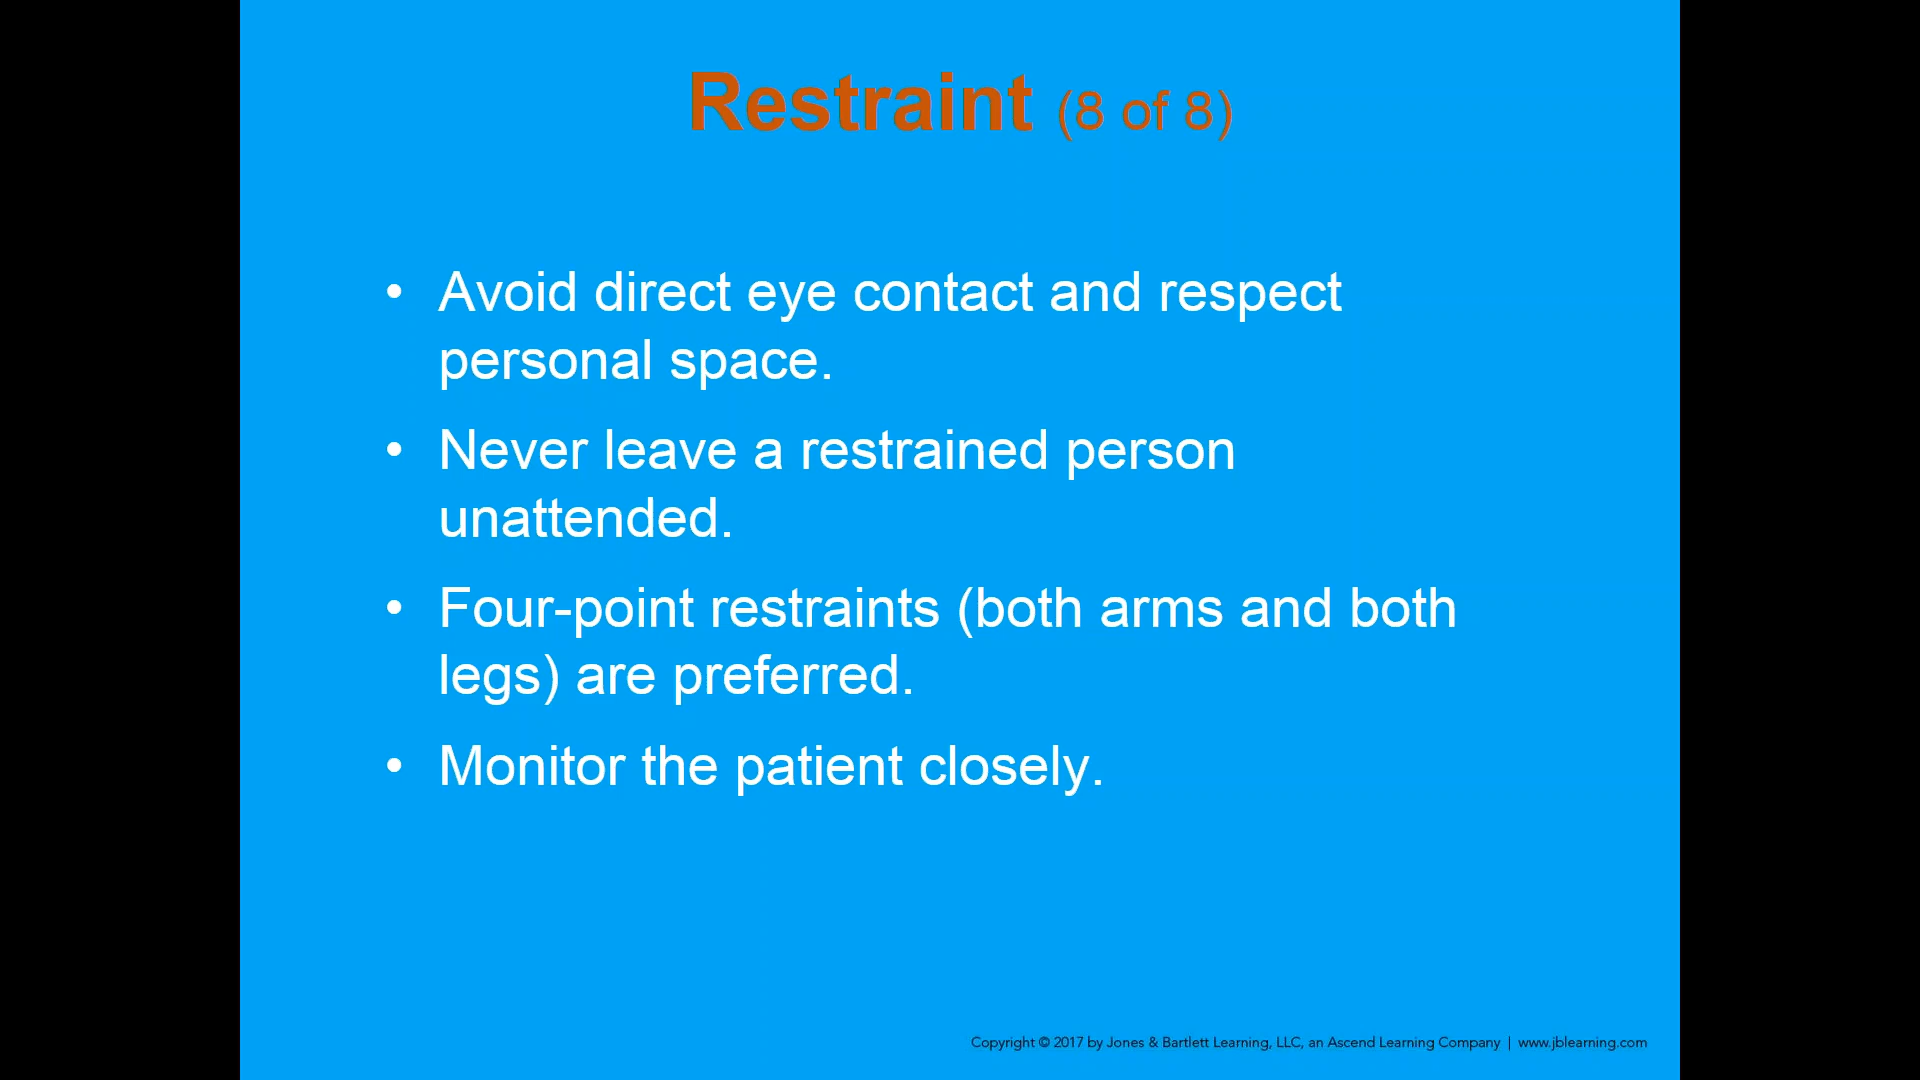 Restraint (8 of 8)
• Avoid direct eye contact and respect
personal space.
• Never leave a restrained person
unattended.
• Four-point restraints (both arms and both
legs) are preferred.
• Monitor the patient closely.
Copyright © 2017 by Jones & Bartlett Learning, LLC, an Ascend Learning Company | www.jblearning.com